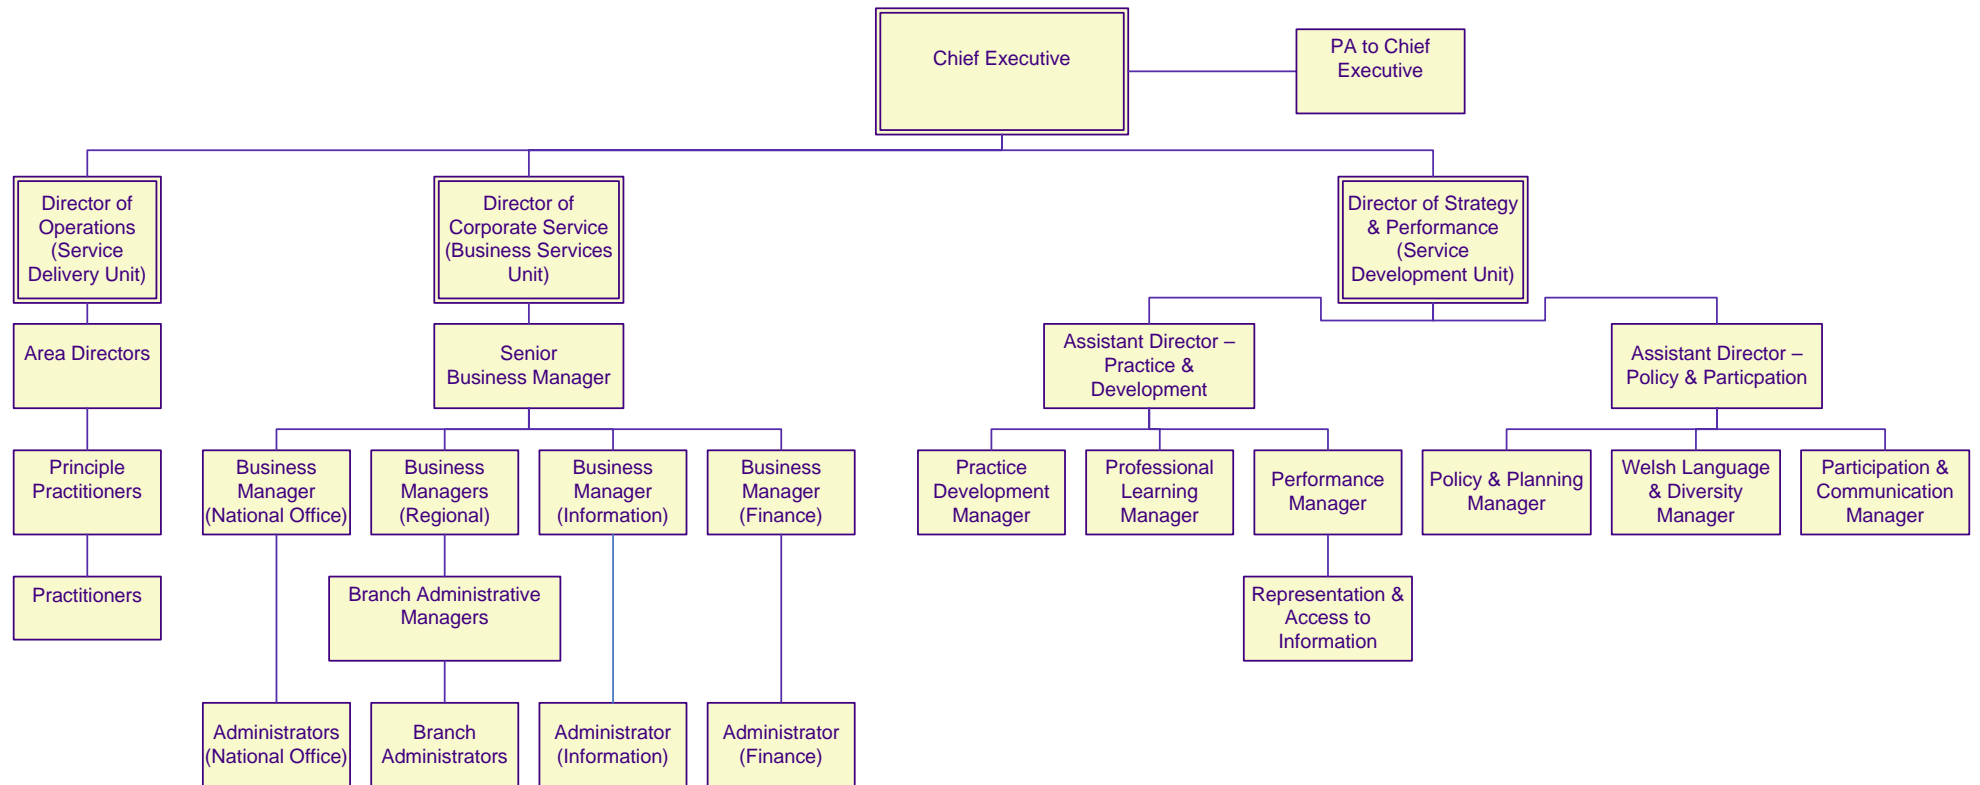 Chief Executive
PA to Chief
Executive
Director of
Operations
(Service
Delivery Unit)
Director of
Corporate Service
(Business Services
Unit)
Director of Strategy
& Performance
(Service
Development Unit)
Area Directors
Senior
Business Manager
Assistant Director –
Practice &
Development
Assistant Director –
Policy & Particpation
Principle
Practitioners
Business
Manager
(National Office)
Business
Managers
(Regional)
Business
Manager
(Information)
Business
Manager
(Finance)
Practice
Development
Manager
Professional
Learning
Manager
Performance
Manager
Policy & Planning
Manager
Welsh Language
& Diversity
Manager
Participation &
Communication
Manager
Practitioners
Branch Administrative
Managers
Representation &
Access to
Information
Administrators
(National Office)
Branch
Administrators
Administrator
(Information)
Administrator
(Finance)